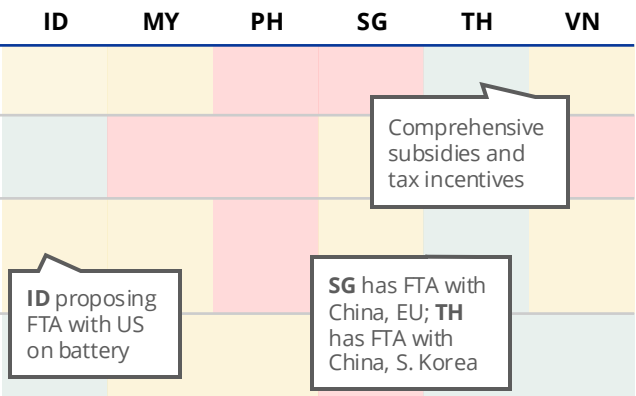 ID MY PH SG TH VN
Comprehensive
subsidies and
tax incentives
ID proposing
FTA with US
on battery
SG has FTA with
China, EU; TH
has FTA with
China, S. Korea